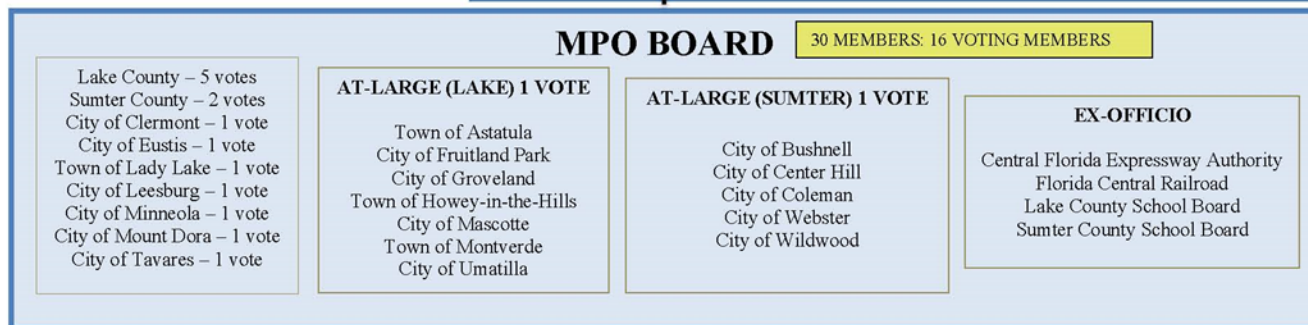 MPO BOARD
30 MEMBERS: 16 VOTING MEMBERS
Lake County – 5 votes
Sumter County – 2 votes
City of Clermont – 1 vote
City of Eustis – 1 vote
Town of Lady Lake – 1 vote
City of Leesburg – 1 vote
City of Minneola – 1 vote
City of Mount Dora – 1 vote
City of Tavares – 1 vote
AT-LARGE (LAKE) 1 VOTE
Town of Astatula
City of Fruitland Park
City of Groveland
Town of Howey-in-the-Hills
City of Mascotte
Town of Montverde
City of Umatilla
AT-LARGE (SUMTER) 1 VOTE
City of Bushnell
City of Center Hill
City of Coleman
City of Webster
City of Wildwood
EX-OFFICIO
Central Florida Expressway Authority
Florida Central Railroad
Lake County School Board
Sumter County School Board